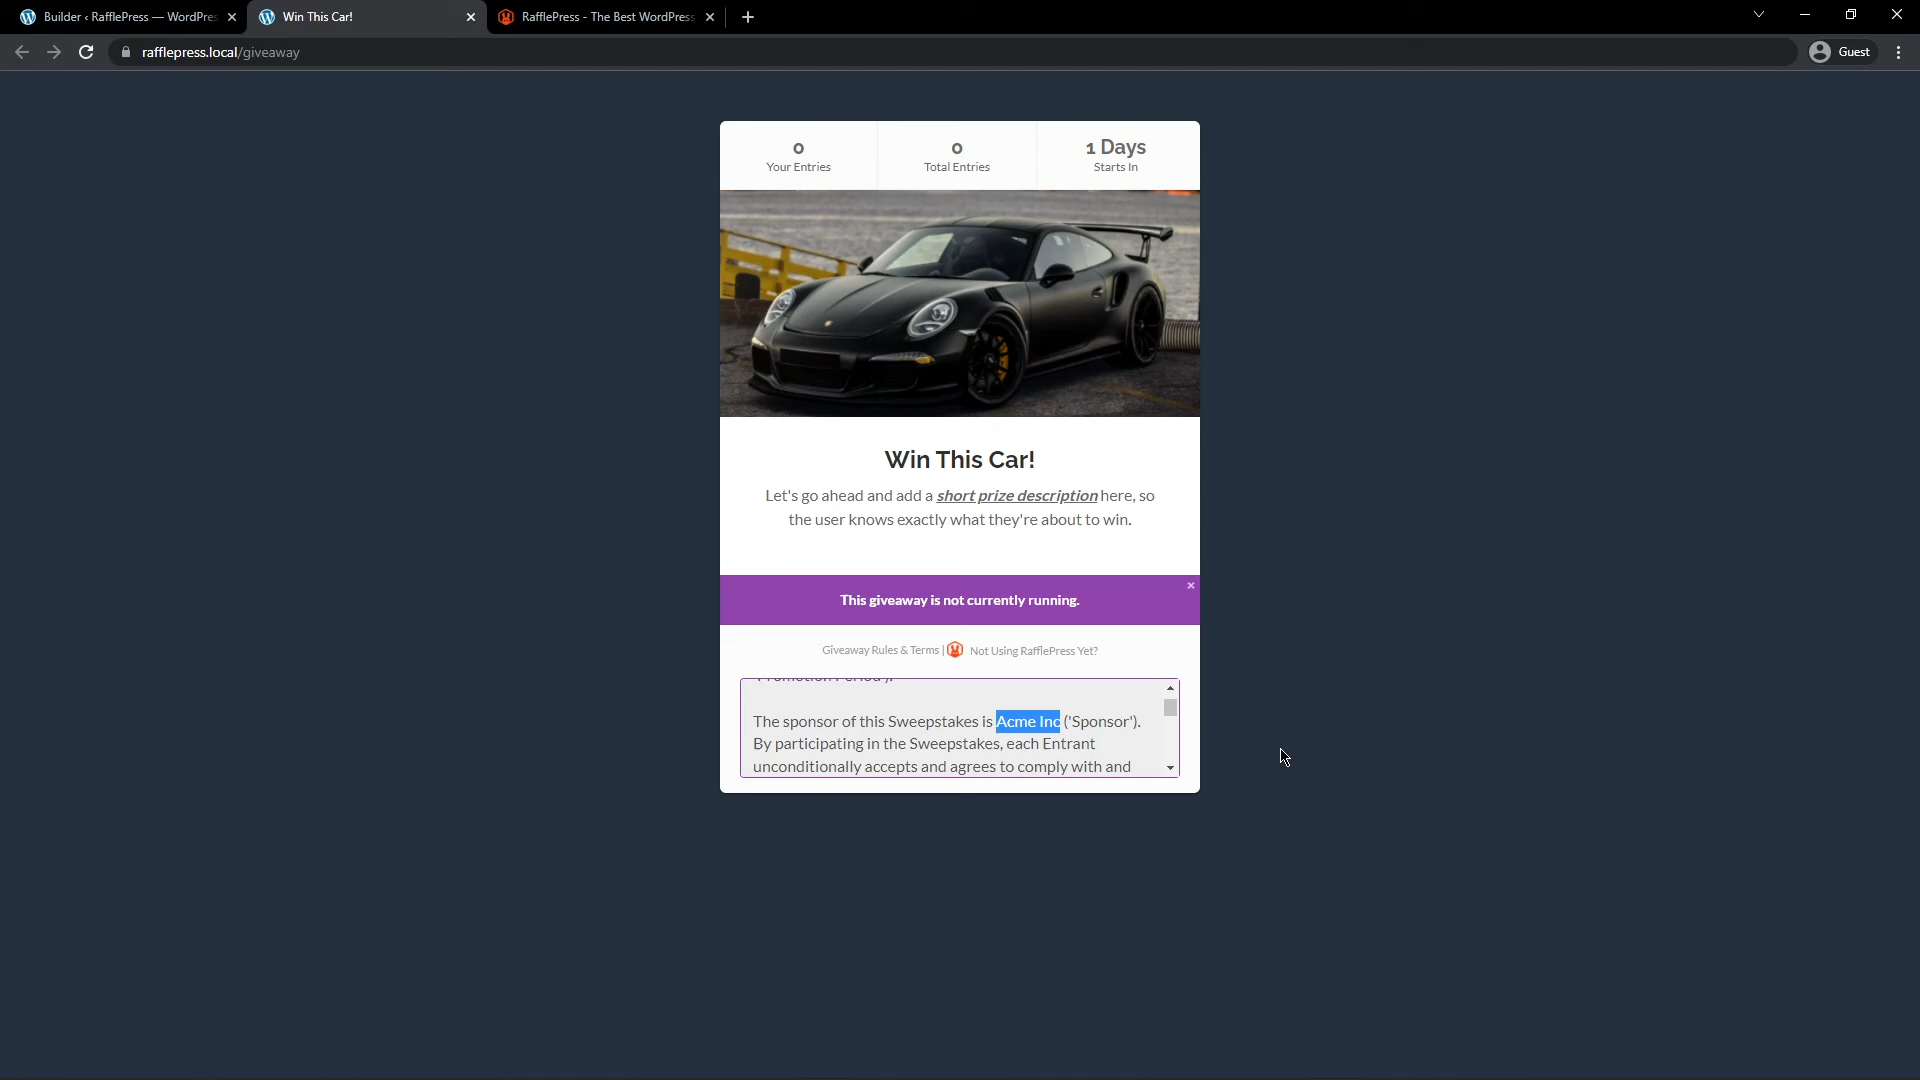 Builder ‹ RafflePress — WordPres
Win This Car!
RafflePress - The Best WordPress
rafflepress.local/giveaway
Guest
0
Your Entries
0
Total Entries
1 Days
Starts In
Win This Car!
Let's go ahead and add a short prize description here, so
the user knows exactly what they're about to win.
This giveaway is not currently running.
Giveaway Rules & Terms |
Not Using RafflePress Yet?
The sponsor of this Sweepstakes is Acme Inc ('Sponsor').
By participating in the Sweepstakes, each Entrant
unconditionally accepts and agrees to comply with and